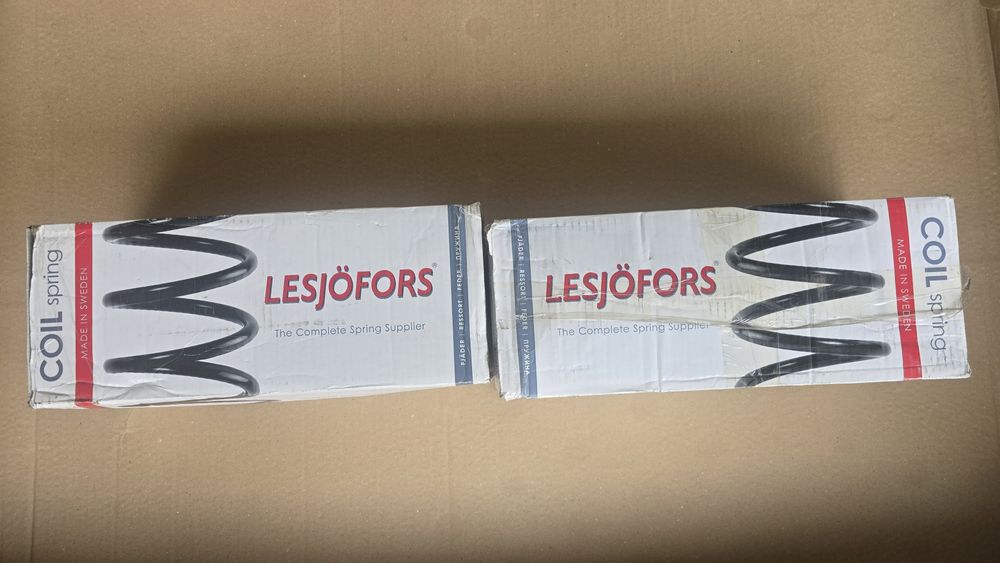 COIL spring
MADE IN SWEDEN
LESJÖFORS®
The Complete Spring Supplier
FJÄDER | RESSORT | FEDER | ПРУЖИНА
FJÄDER | RESSORT | FEDER | ПРУЖИНА
LESJÖFORS®
The Complete Spring Supplier
MADE IN SWEDEN
COIL spring